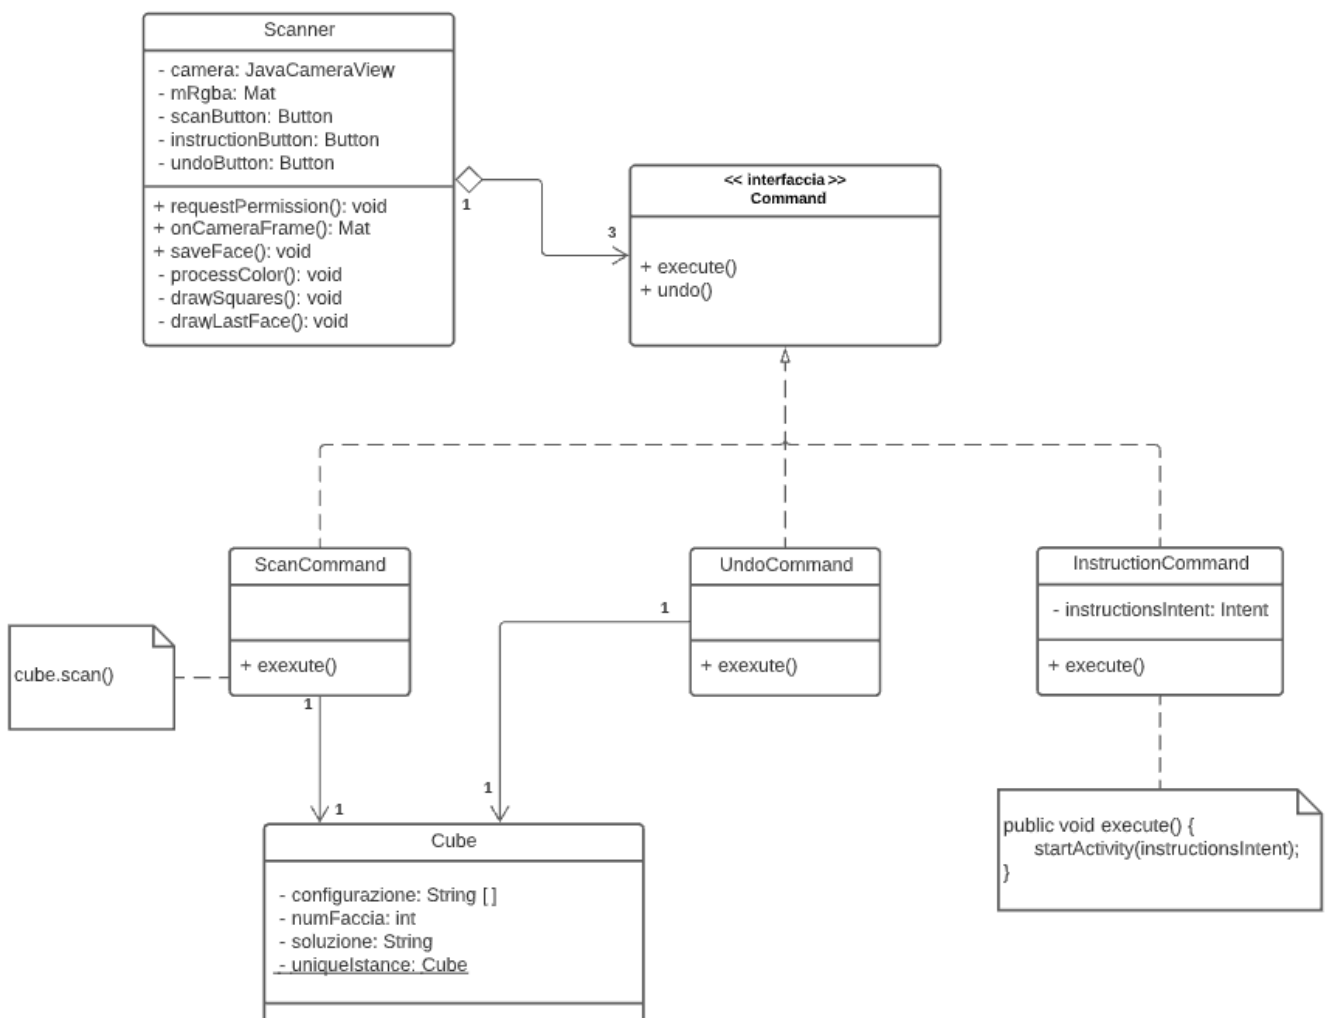 Scanner
- camera: JavaCameraView
- mRgba: Mat
- scanButton: Button
- instructionButton: Button
- undoButton: Button
+ requestPermission(): void
+ onCameraFrame(): Mat
+ saveFace(): void
- processColor(): void
- drawSquares(): void
- drawLastFace(): void
1
3
<< interfaccia >>
Command
+ execute()
+ undo()
ScanCommand
+ exexute()
cube.scan()
1
1
UndoCommand
+ exexute()
1
1
InstructionCommand
- instructionsIntent: Intent
+ execute()
public void execute() {
startActivity(instructionsIntent);
}
Cube
- configurazione: String [ ]
- numFaccia: int
- soluzione: String
- uniqueIstance: Cube